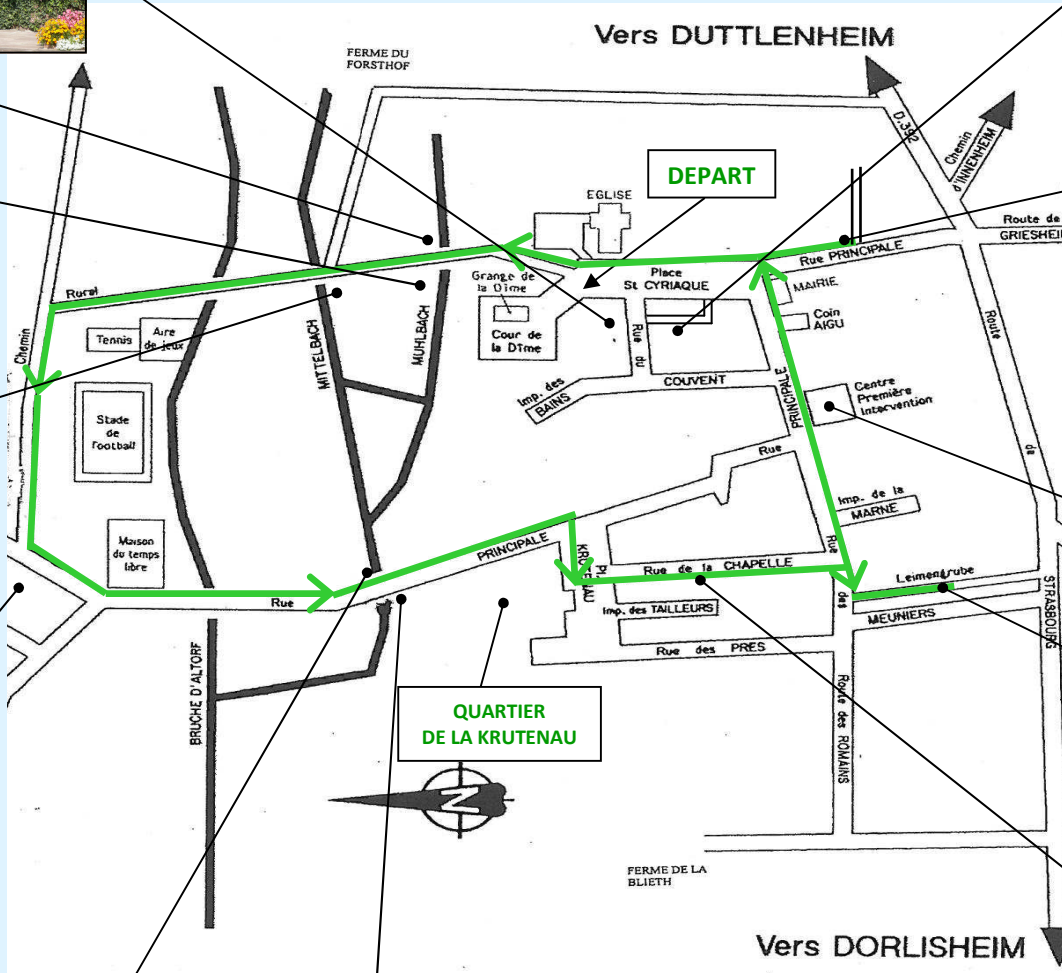 Vers DUTTLENHEIM
FERME DU
FORSTHOF
D.392
Chemin
d'INNENHEIM
DEPART
EGLISE
Route de
GRIESHEIM
Rue PRINCIPALE
Place
St CYRIAQUE
MAIRIE
Grange de
la Dîme
Coin
AIGU
Rural
Chemin
Tennis
Aire
de jeux
MITTELBACH
MUHLBACH
Cour de
la Dîme
Rue du
COUVENT
Imp. des
BAINS
Route
de
STRASBOURG
PRINCIPALE
Centre
Première
Intervention
Stade
de
Football
Rue
Imp. de la
MARNE
Maison
du temps
libre
PRINCIPALE
Rue
Pl.
KRUTENAU
Rue de la CHAPELLE
Rue
des
Leimengrube
MEUNIERS
Imp. des TAILLEURS
Rue des PRES
BRUCHE D'ALTORF
QUARTIER
DE LA KRUTENAU
Route des ROMAINS
N
FERME DE LA
BLIETH
Vers DORLISHEIM